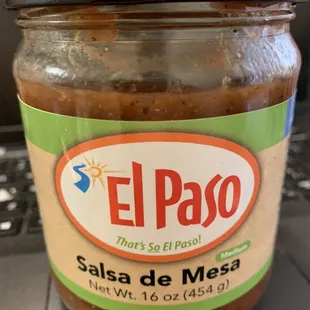 El Paso
That's So El Paso!
Medium
Salsa de Mesa
Net Wt. 16 oz (454 g)